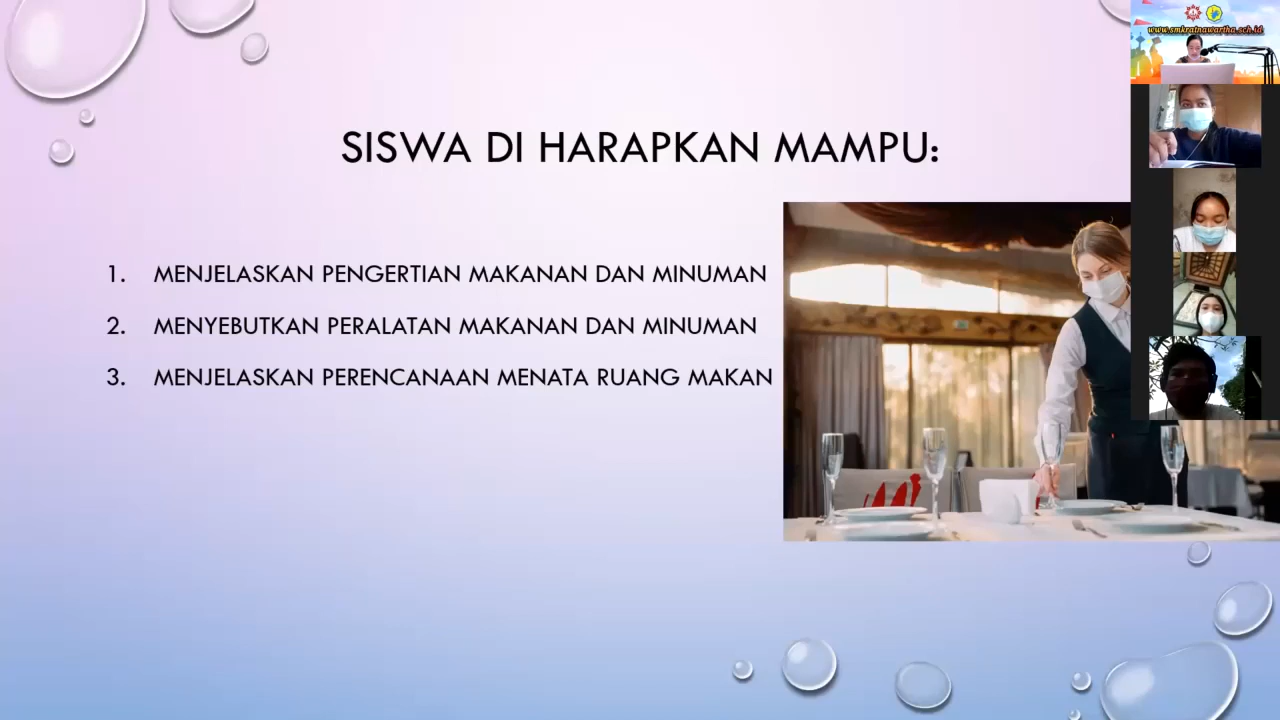 SISWA DI HARAPKAN MAMPU:
1. MENJELASKAN PENGERTIAN MAKANAN DAN MINUMAN
2. MENYEBUTKAN PERALATAN MAKANAN DAN MINUMAN
3. MENJELASKAN PERENCANAAN MENATA RUANG MAKAN
www.smkratnawartha.sch.id